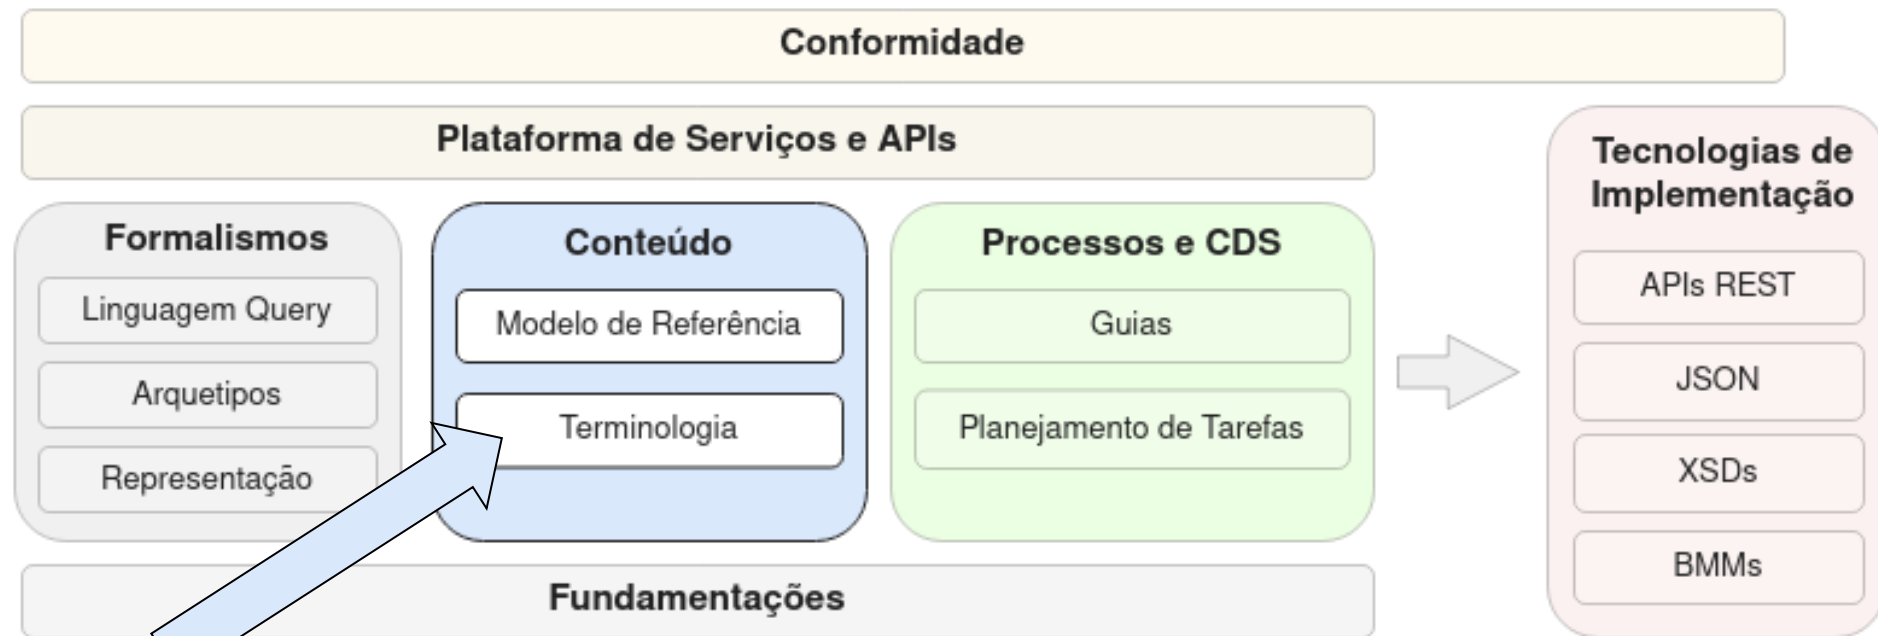 Conformidade
Plataforma de Serviços e APIs
Formalismos
Linguagem Query
Arquetipos
Representação
Conteúdo
Modelo de Referência
Terminologia
Processos e CDS
Guias
Planejamento de Tarefas
Tecnologias de
Implementação
APIs REST
JSON
XSDs
BMMs
Fundamentações